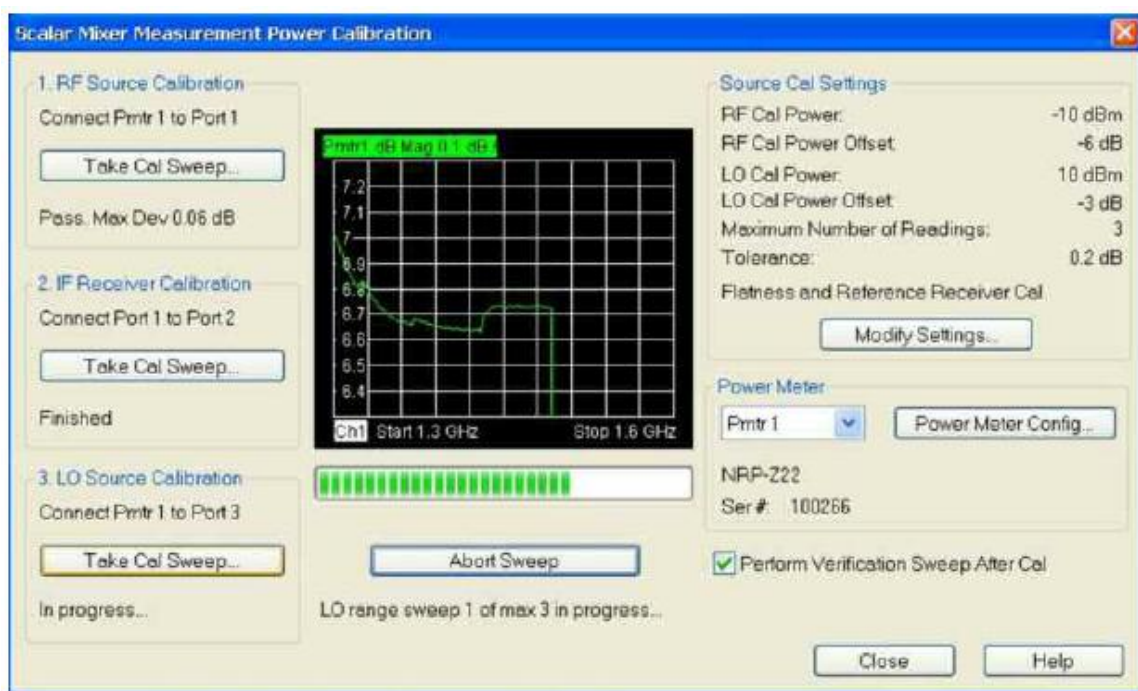 Scalar Mixer Measurement Power Calibration
1. RF Source Calibration
Connect Pmtr 1 to Port 1
Take Cal Sweep...
Pass. Max Dev 0.06 dB
2. IF Receiver Calibration
Connect Port 1 to Port 2
Take Cal Sweep...
Finished
3. LO Source Calibration
Connect Pmtr 1 to Port 3
Take Cal Sweep...
In progress...
Pmtr1 dB Mag 0.1 dB /
7.2
7.1
7
6.9
6.8
6.7
6.6
6.5
6.4
Ch1 Start 1.3 GHz Stop 1.6 GHz
Abort Sweep
LO range sweep 1 of max 3 in progress...
Source Cal Settings
RF Cal Power: -10 dBm
RF Cal Power Offset: -6 dB
LO Cal Power: 10 dBm
LO Cal Power Offset: -3 dB
Maximum Number of Readings: 3
Tolerance: 0.2 dB
Flatness and Reference Receiver Cal
Modify Settings...
Power Meter
Pmtr 1
Power Meter Config...
NRP-Z22
Ser #: 100266
Perform Verification Sweep After Cal
Close
Help